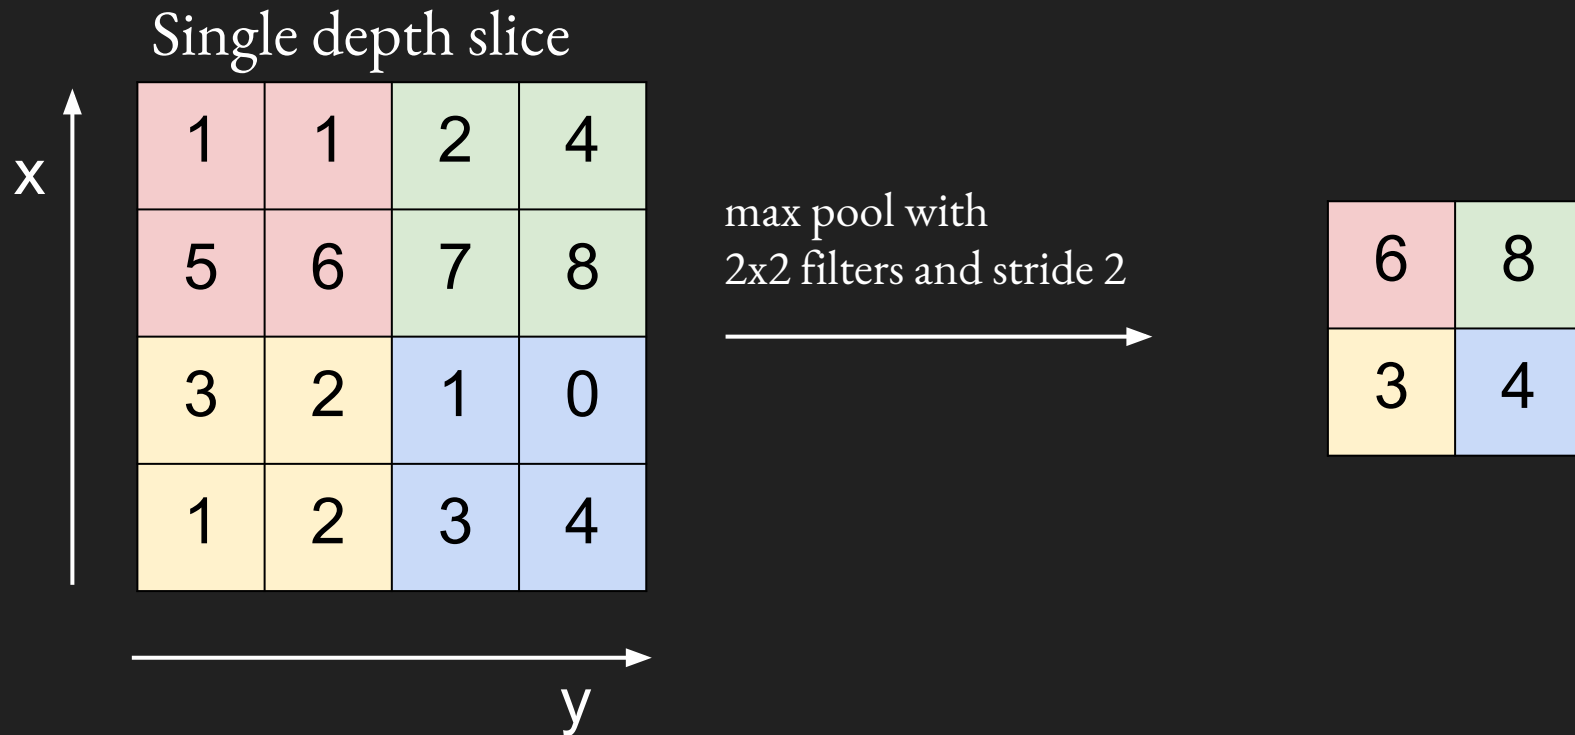 Single depth slice
x
1 1 2 4
5 6 7 8
3 2 1 0
1 2 3 4
y
max pool with
2x2 filters and stride 2
6 8
3 4